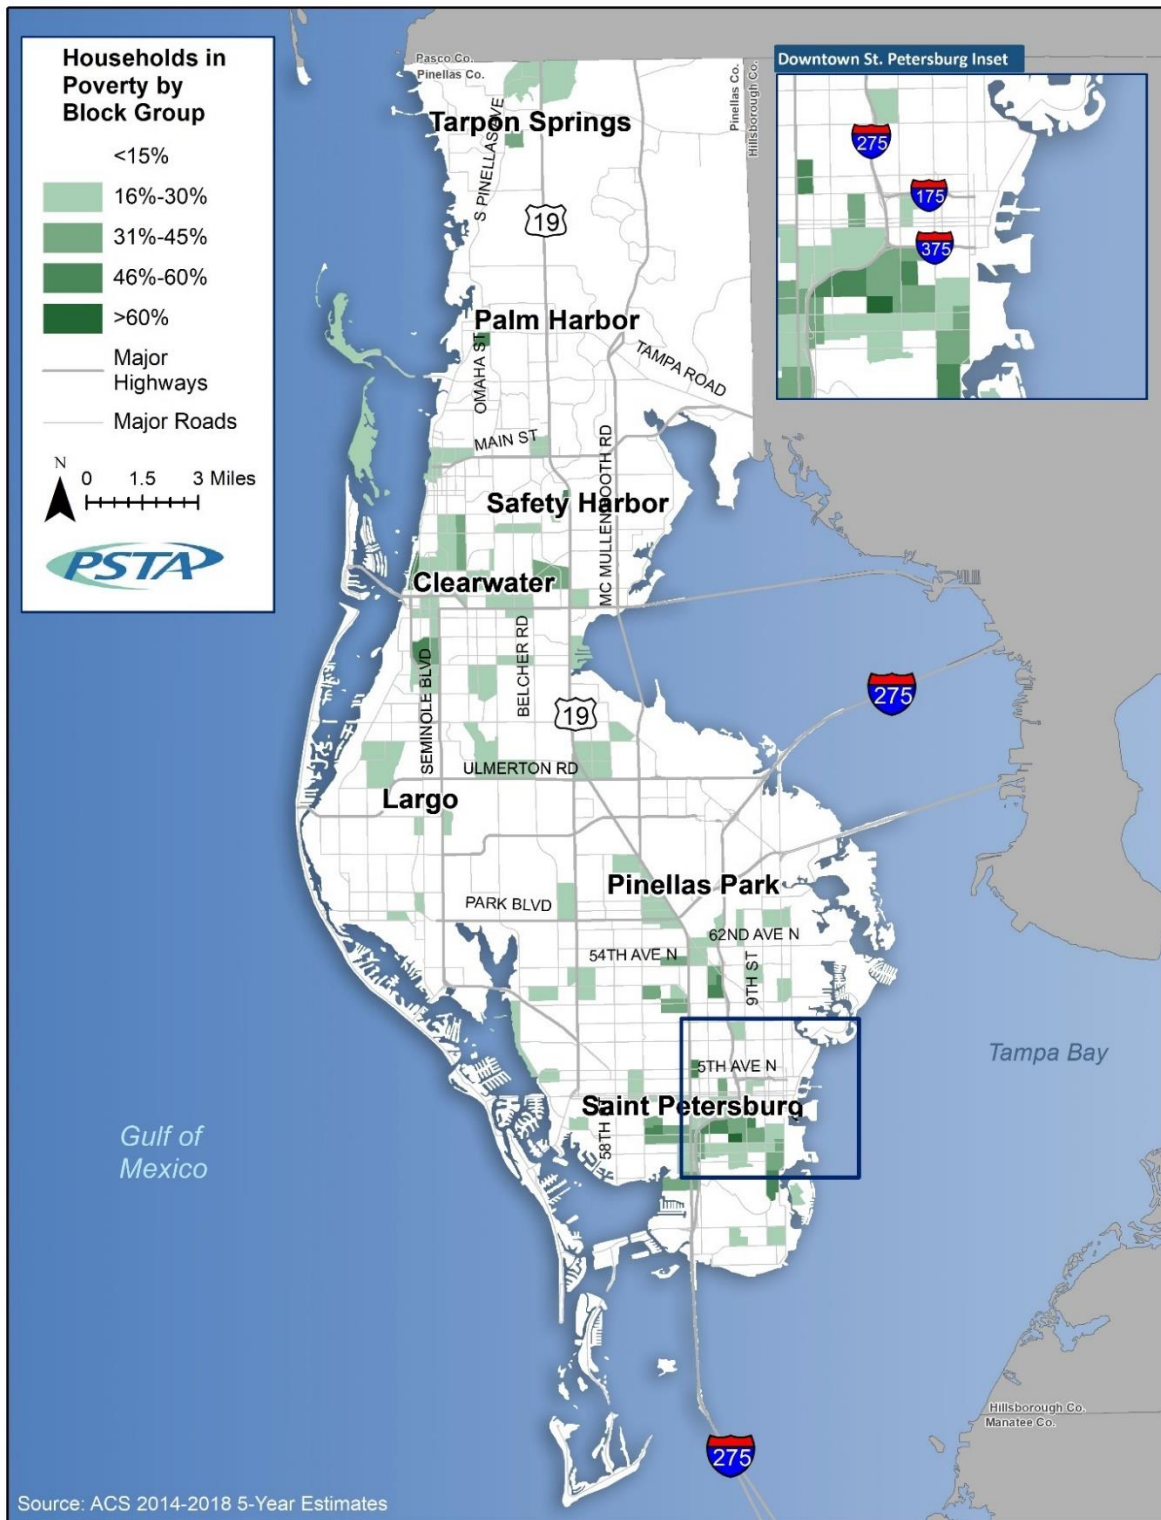 Households in
Poverty by
Block Group
<15%
16%-30%
31%-45%
46%-60%
>60%
Major
Highways
Major Roads
N
0 1.5 3 Miles
PSTA
Pasco Co.
Pinellas Co.
Pinellas Co.
Hillsborough Co.
Downtown St. Petersburg Inset
275
175
375
Tarpon Springs
S PINELLAS AVE
19
Palm Harbor
OMAHA ST
TAMPA ROAD
MAIN ST
MC MULLEN BOOTH RD
Safety Harbor
Clearwater
SEMINOLE BLVD
BELCHER RD
275
19
ULMERTON RD
Largo
Pinellas Park
PARK BLVD
62ND AVE N
54TH AVE N
9TH ST
5TH AVE N
Tampa Bay
Saint Petersburg
58TH
Gulf of
Mexico
Hillsborough Co.
Manatee Co.
275
Source: ACS 2014-2018 5-Year Estimates